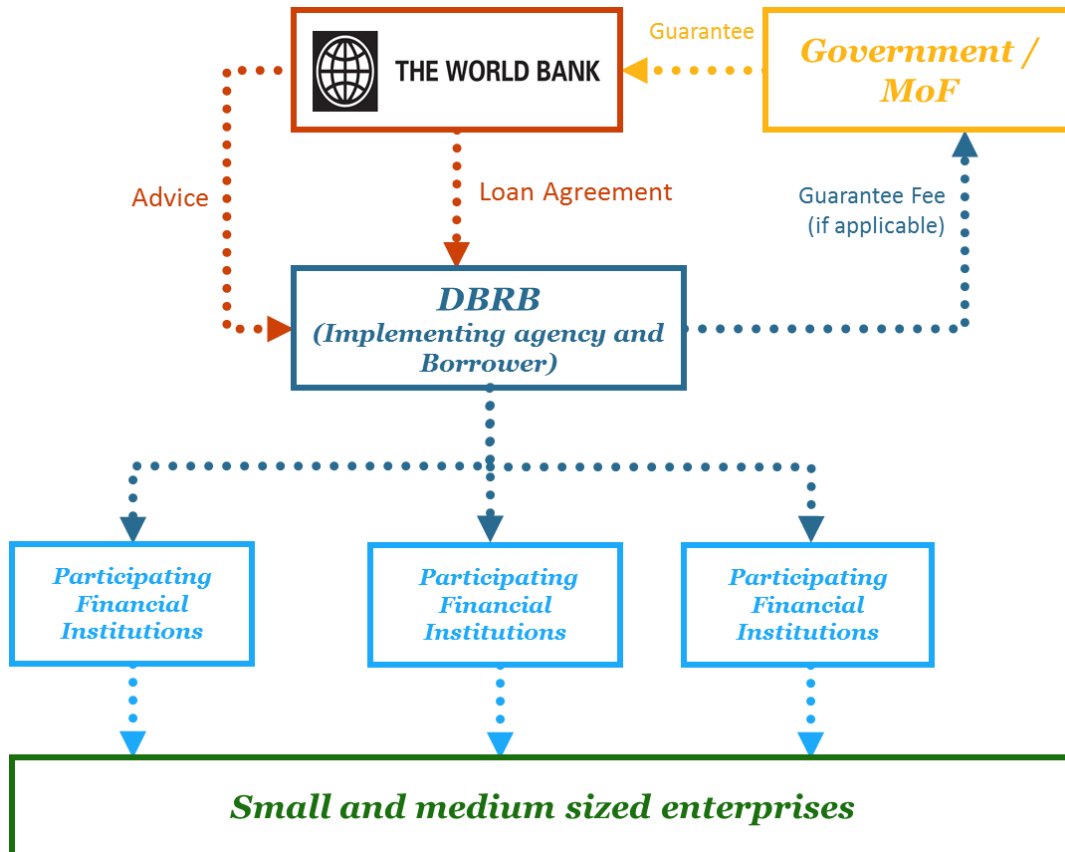 THE WORLD BANK
Guarantee
Government /
MoF
Advice
Loan Agreement
Guarantee Fee
(if applicable)
DBRB
(Implementing agency and
Borrower)
Participating
Financial
Institutions
Participating
Financial
Institutions
Participating
Financial
Institutions
Small and medium sized enterprises